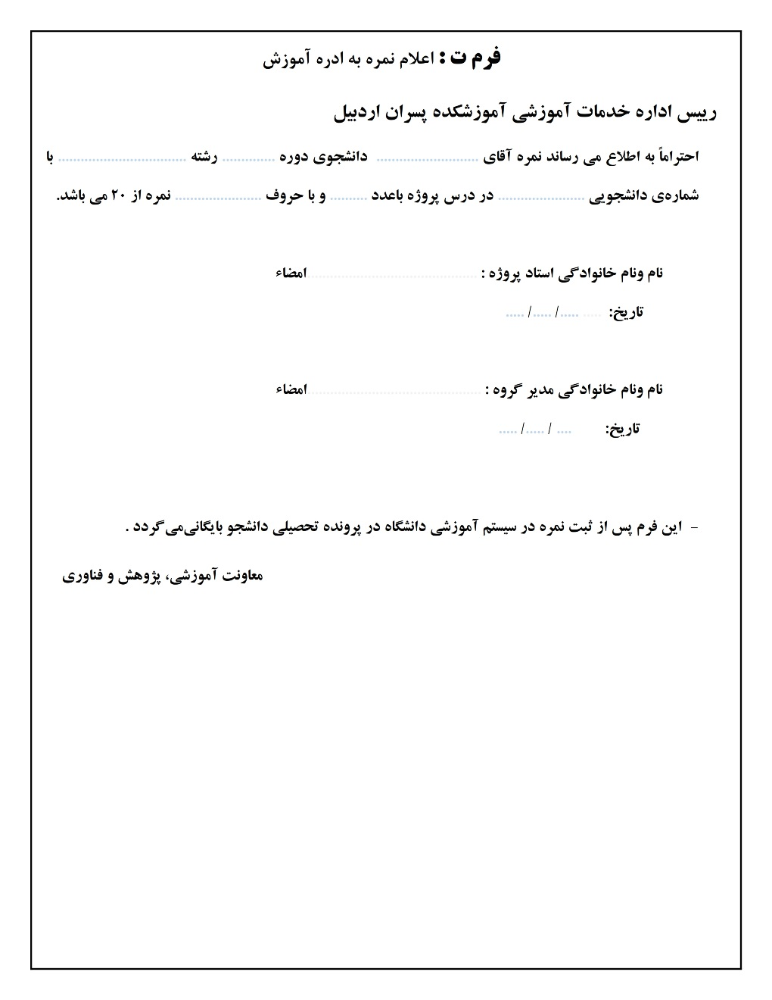 فرم ت : اعلام نمره به ادره آموزش
رییس اداره خدمات آموزشی آموزشکده پسران اردبیل
احتراماً به اطلاع می رساند نمره آقای ........................... دانشجوی دوره .............. رشته .................................. با
شماره‌ی دانشجویی ....................... در درس پروژه باعدد .......... و با حروف ....................... نمره از ۲۰ می باشد.
نام ونام خانوادگی استاد پروژه : ............................................. امضاء
تاریخ: ..... ..... / ..... / .....
نام ونام خانوادگی مدیر گروه : .............................................. امضاء
تاریخ: .... / ..... / .....
- این فرم پس از ثبت نمره در سیستم آموزشی دانشگاه در پرونده تحصیلی دانشجو بایگانی‌می‌گردد .
معاونت آموزشی، پژوهش و فناوری